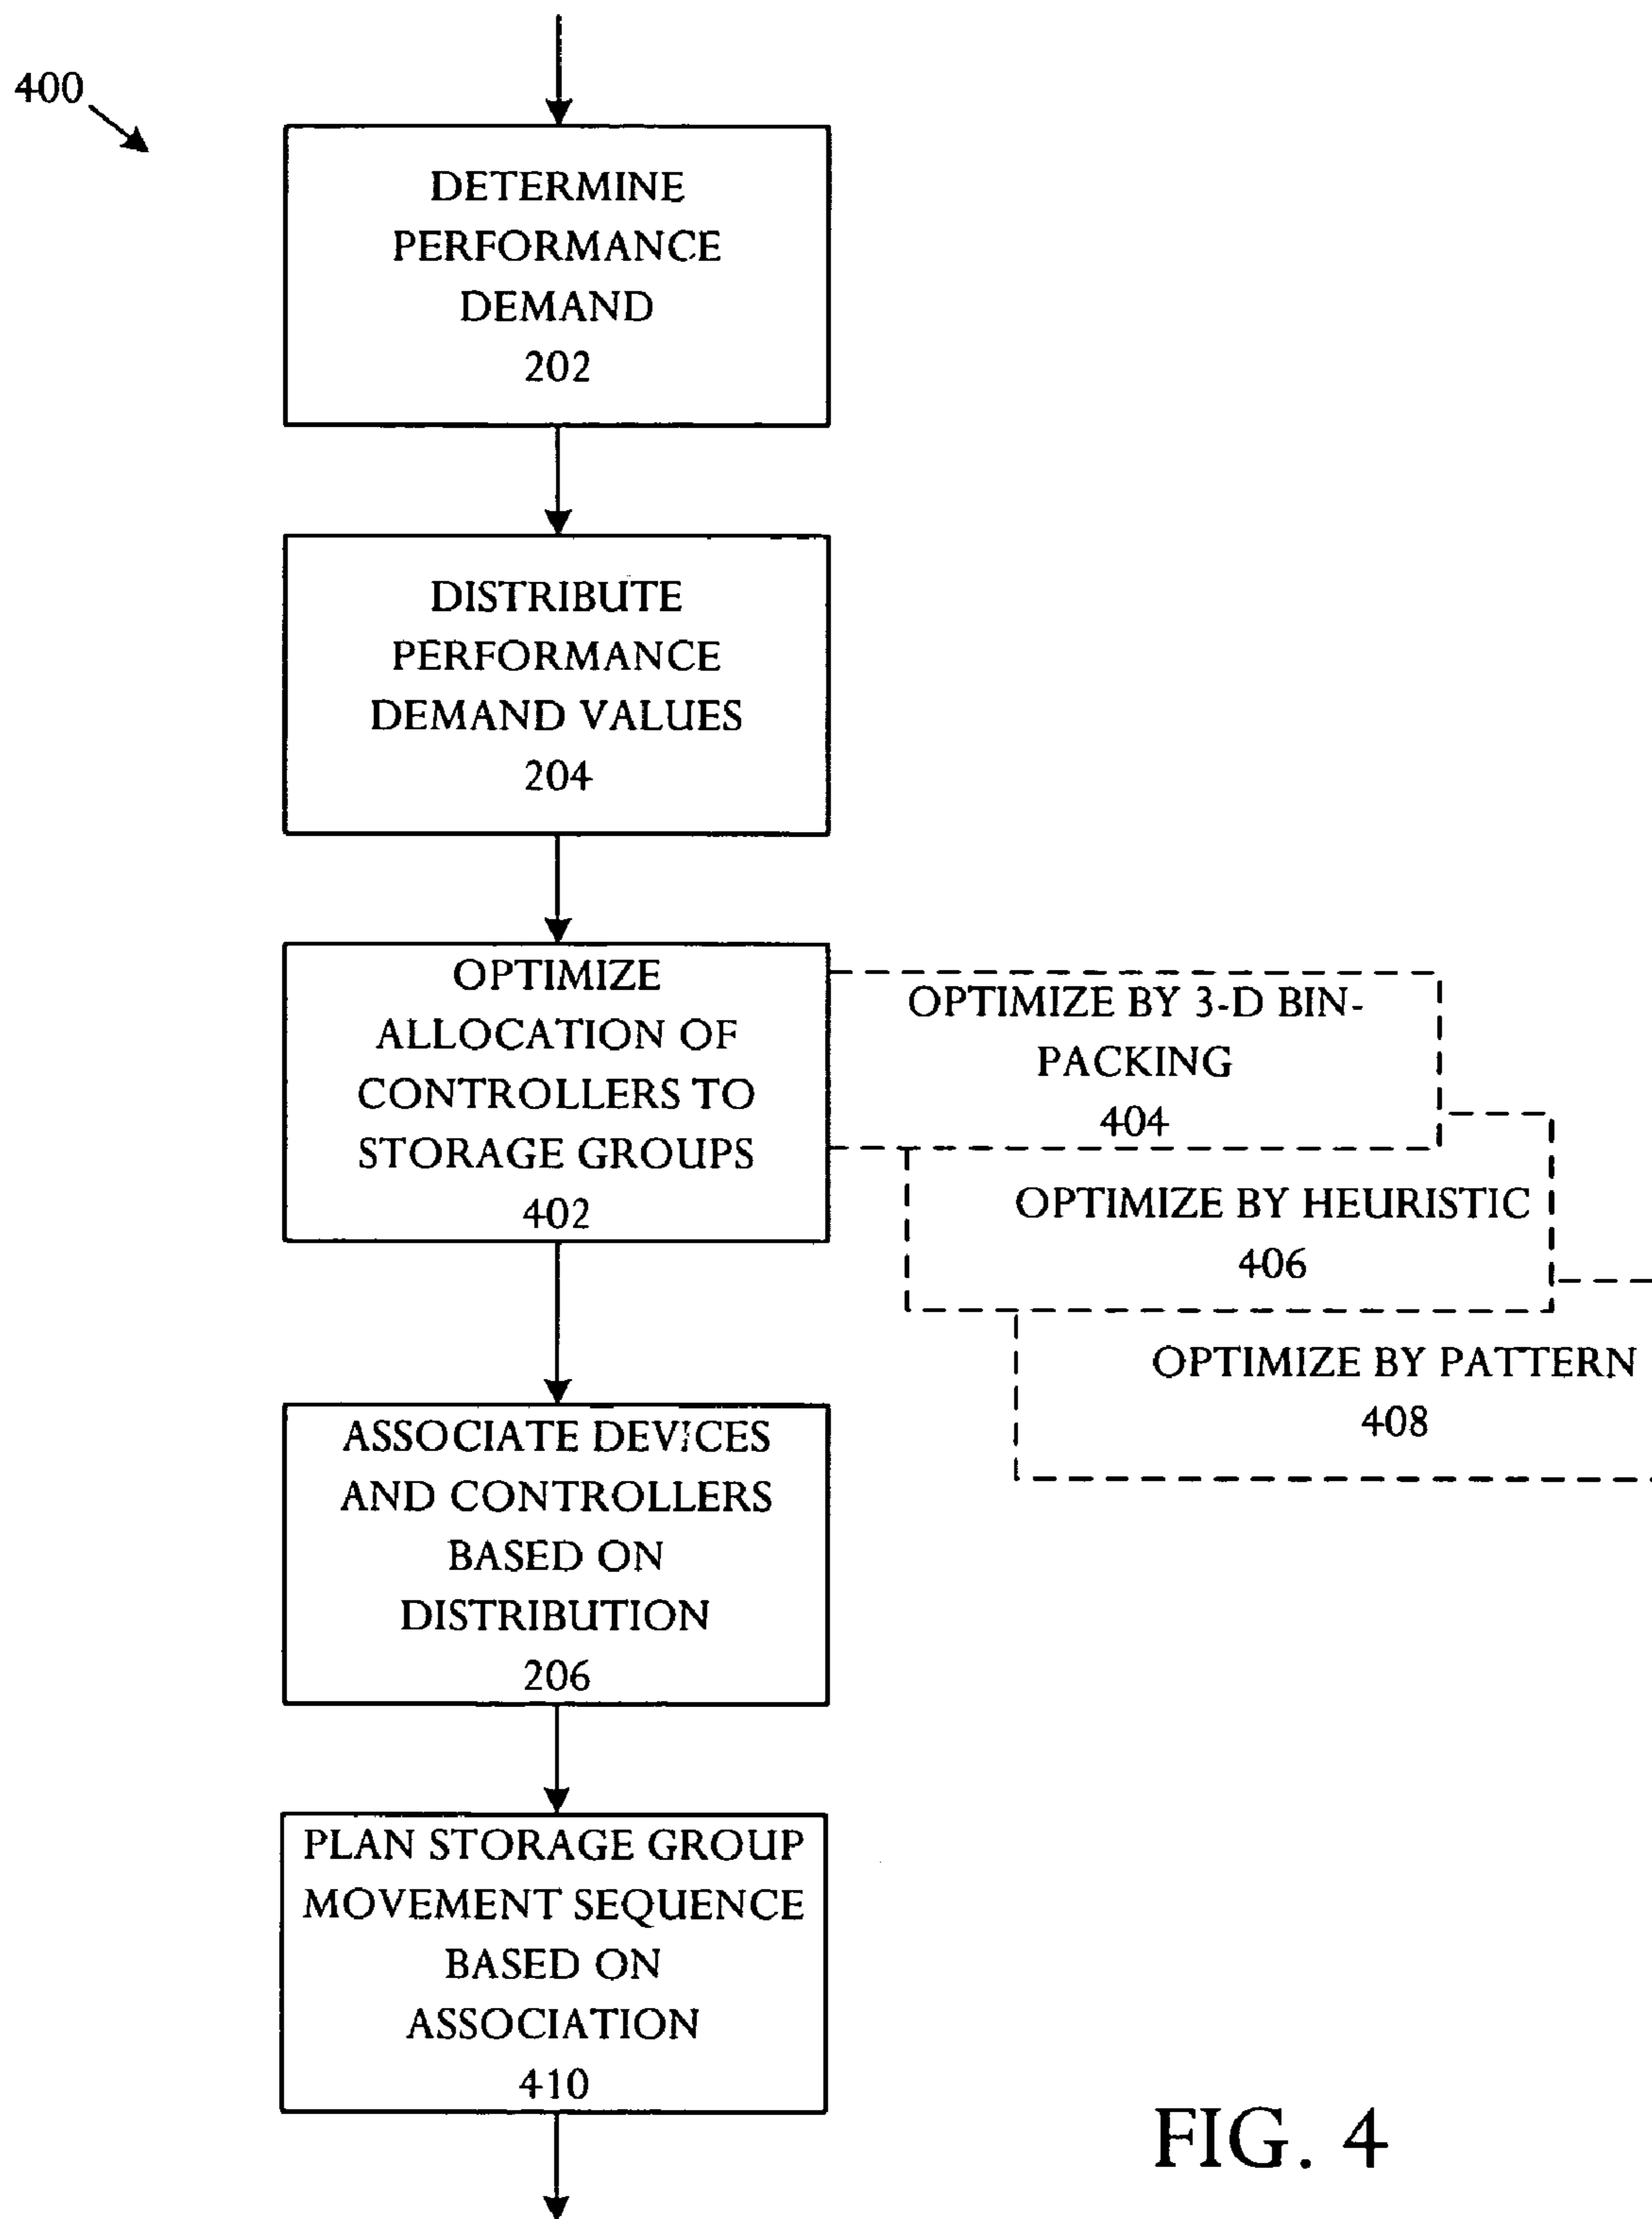 400
DETERMINE
PERFORMANCE
DEMAND
202
DISTRIBUTE
PERFORMANCE
DEMAND VALUES
204
OPTIMIZE
ALLOCATION OF
CONTROLLERS TO
STORAGE GROUPS
402
OPTIMIZE BY 3-D BIN-
PACKING
404
OPTIMIZE BY HEURISTIC
406
OPTIMIZE BY PATTERN
408
ASSOCIATE DEVICES
AND CONTROLLERS
BASED ON
DISTRIBUTION
206
PLAN STORAGE GROUP
MOVEMENT SEQUENCE
BASED ON
ASSOCIATION
410
FIG. 4